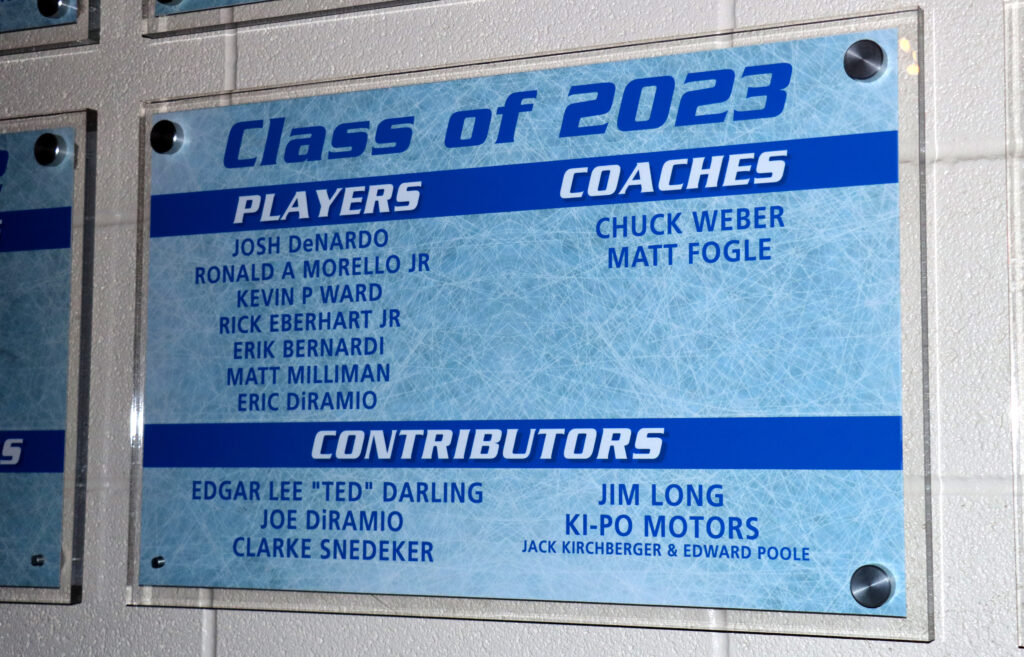 Class of 2023
PLAYERS
JOSH DeNARDO
RONALD A MORELLO JR
KEVIN P WARD
RICK EBERHART JR
ERIK BERNARDI
MATT MILLIMAN
ERIC DiRAMIO
COACHES
CHUCK WEBER
MATT FOGLE
CONTRIBUTORS
EDGAR LEE "TED" DARLING
JOE DiRAMIO
CLARKE SNEDEKER
JIM LONG
KI-PO MOTORS
JACK KIRCHBERGER & EDWARD POOLE